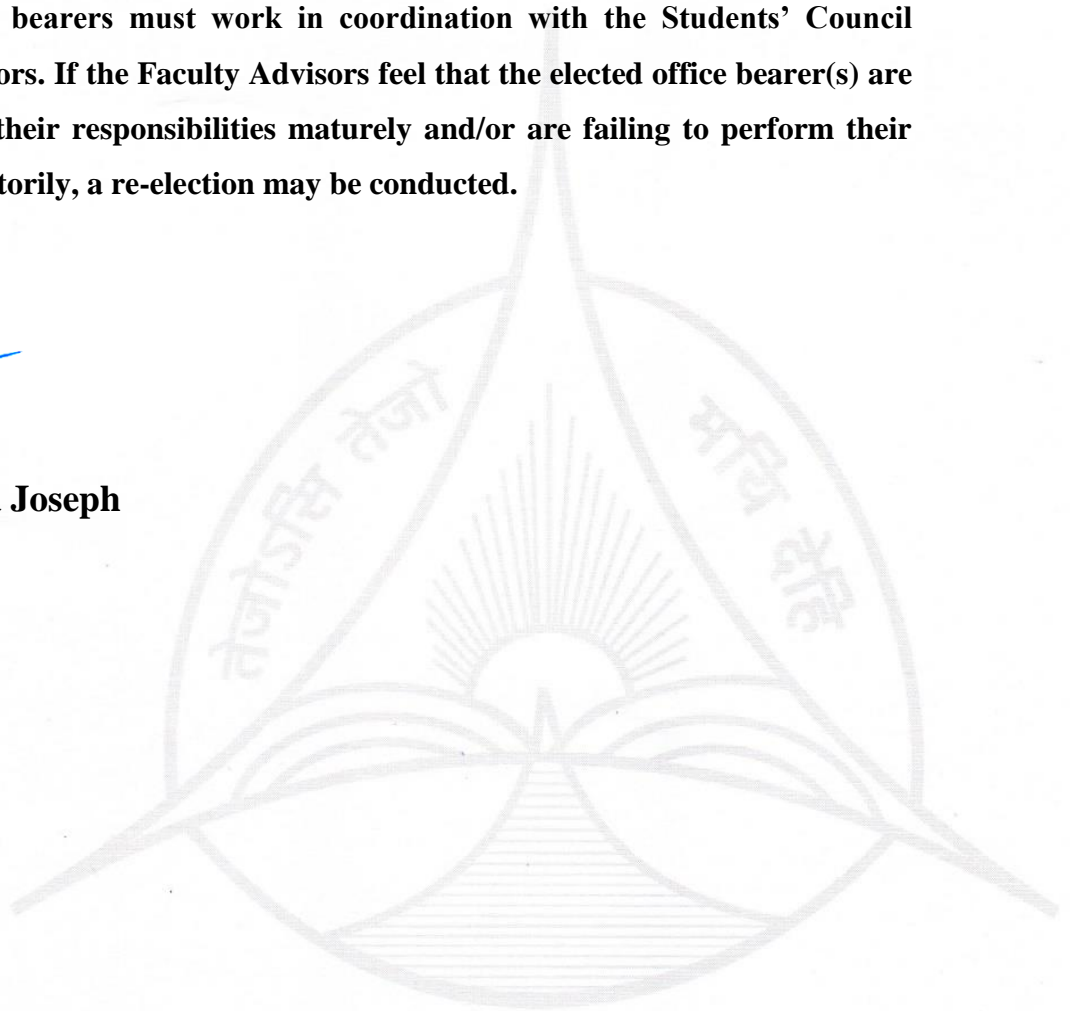 bearers must work in coordination with the Students’ Council
ors. If the Faculty Advisors feel that the elected office bearer(s) are
their responsibilities maturely and/or are failing to perform their
torily, a re-election may be conducted.
तेजोऽसि तेजो
मयि देहि
Joseph